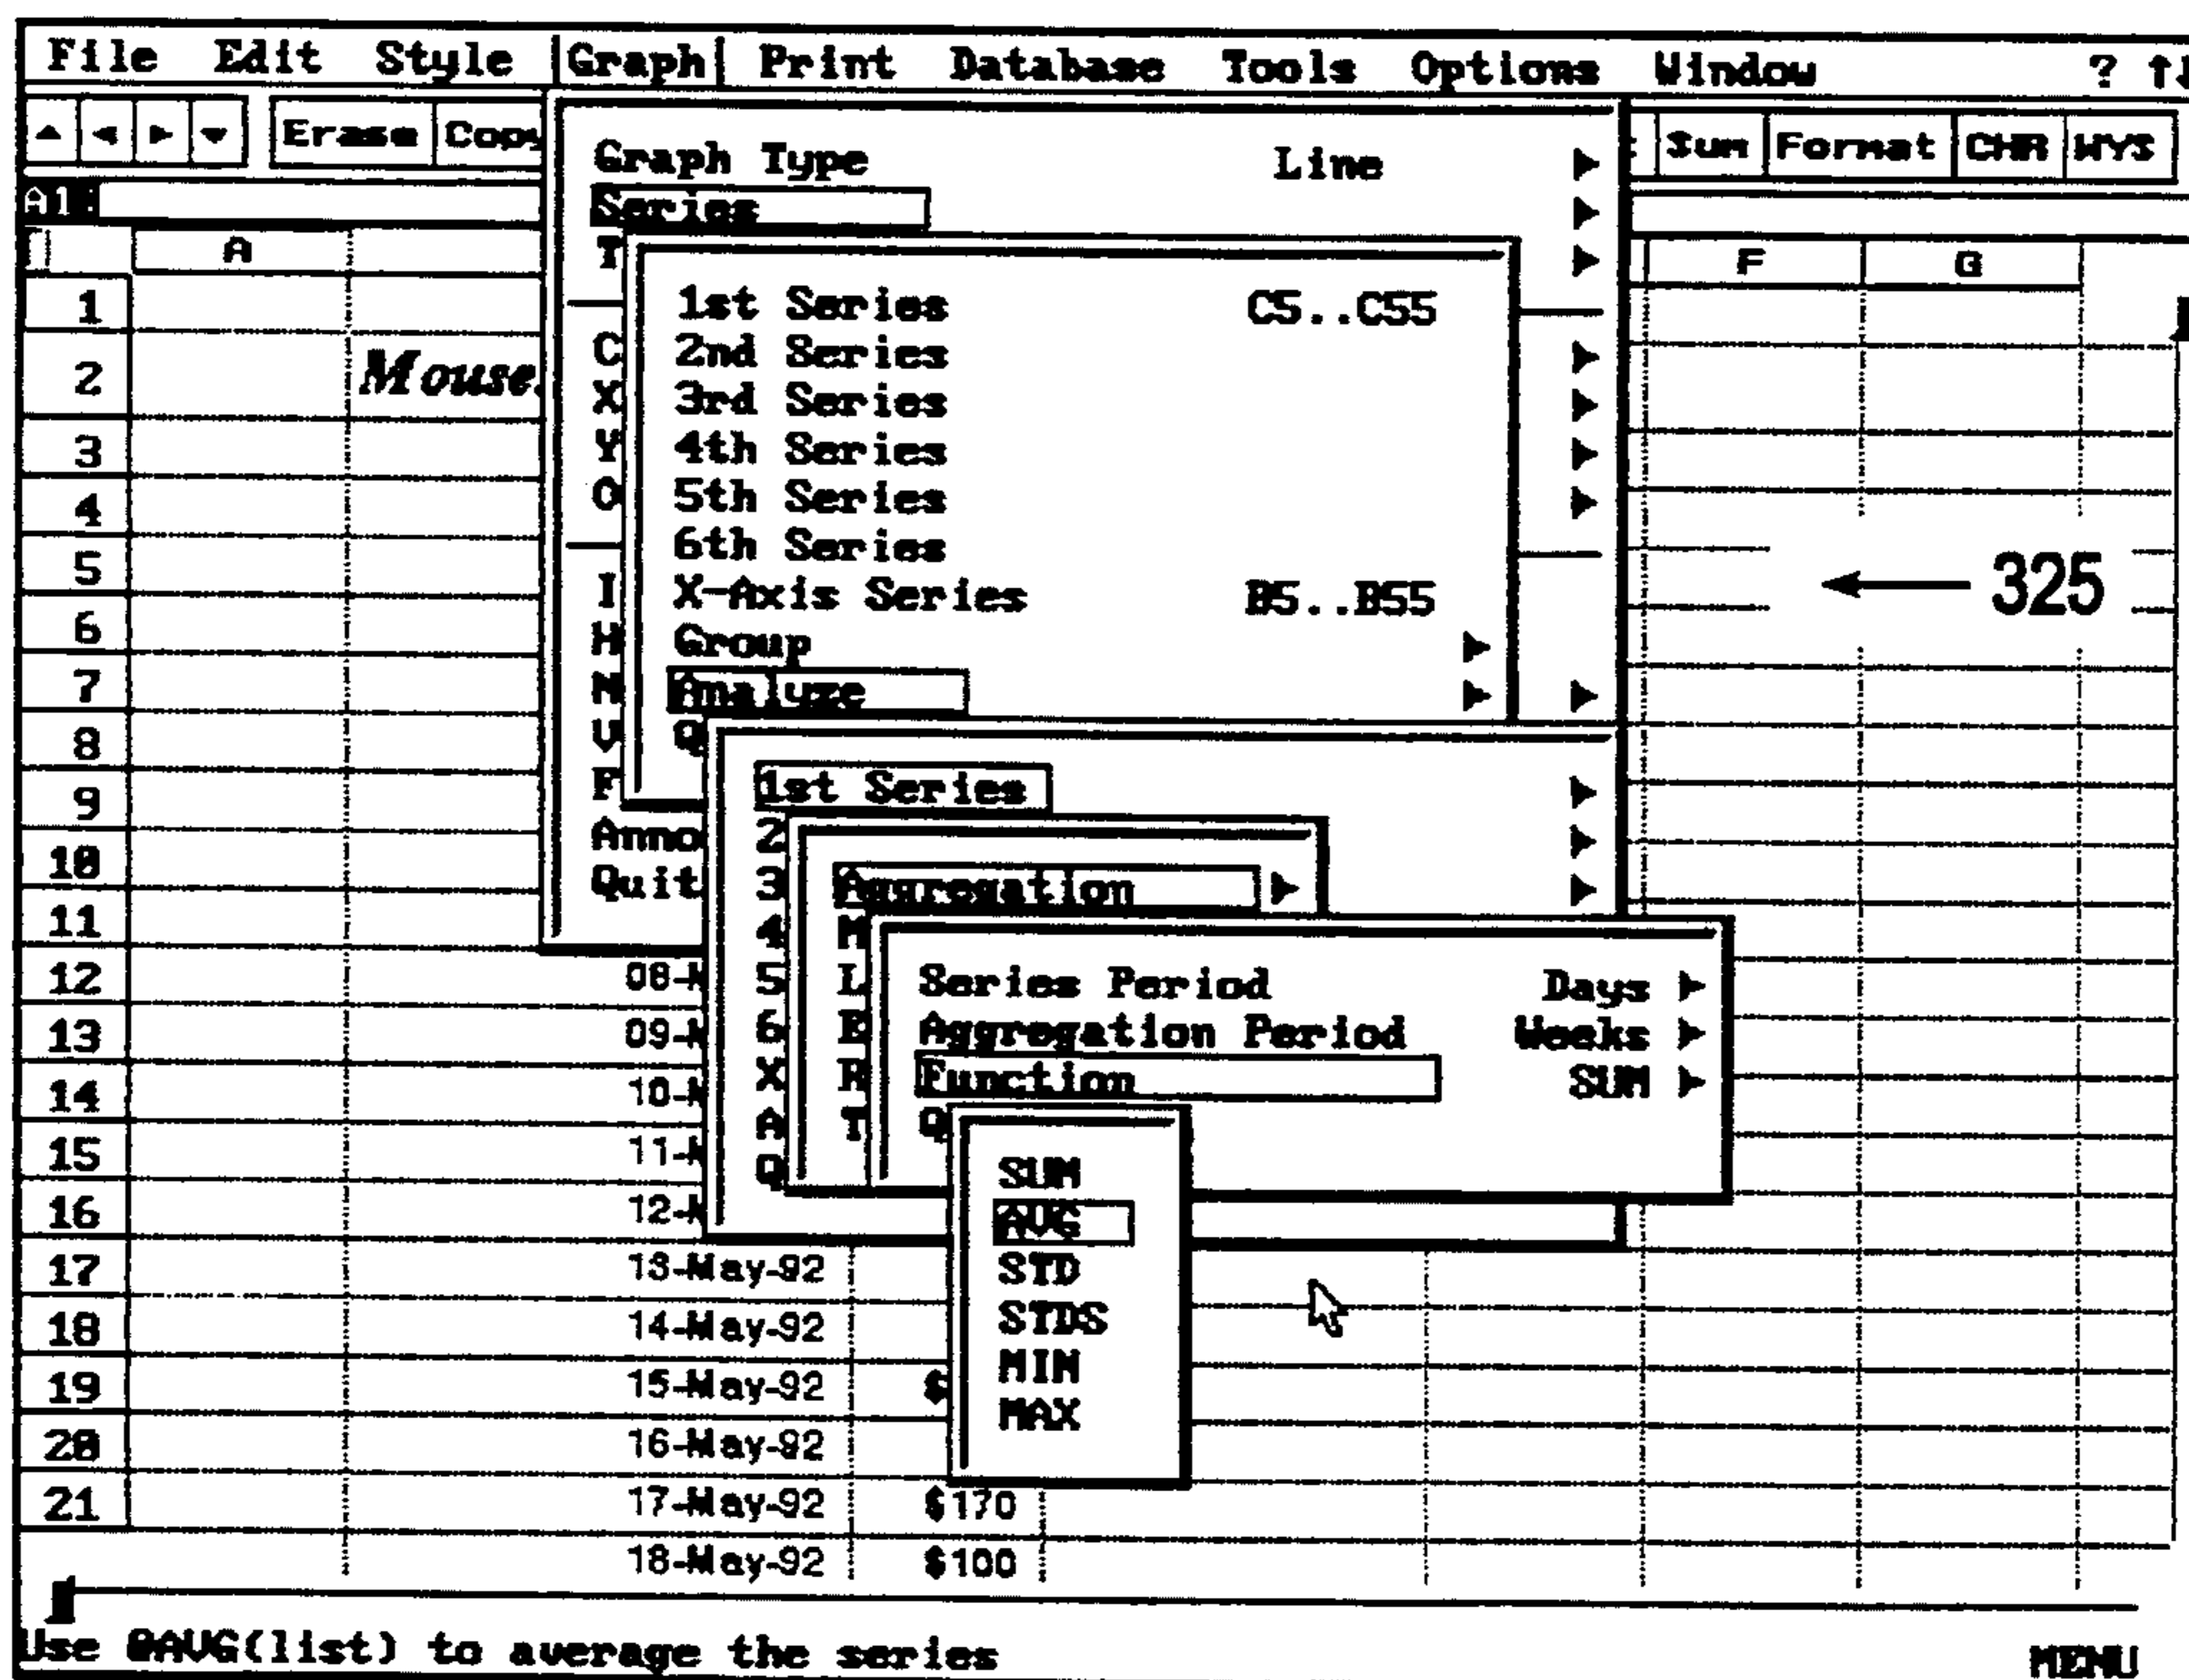 File Edit Style Graph Print Database Tools Options Window ? ↑↓
Erase Copy Sum Format CHR WYS
A1:
A F G
Graph Type Line
Series
T
1st Series C5..C55
2nd Series
3rd Series
4th Series
5th Series
6th Series
X-Axis Series B5..B55
Group
Analyze
Q
C
X
Y
O
I
H
N
V
F
Anno
Quit
1st Series
2
3
4
5
6
X
A
Q
Aggregation
M
L
E
R
T
Series Period Days
Aggregation Period Weeks
Function SUM
Q
SUM
AVG
STD
STDS
MIN
MAX
325
1
2 Mouse
3
4
5
6
7
8
9
10
11
12 08-M
13 09-M
14 10-M
15 11-M
16 12-M
17 13-May-92
18 14-May-92
19 15-May-92 $
20 16-May-92
21 17-May-92 $170
18-May-92 $100
Use @AVG(list) to average the series MENU